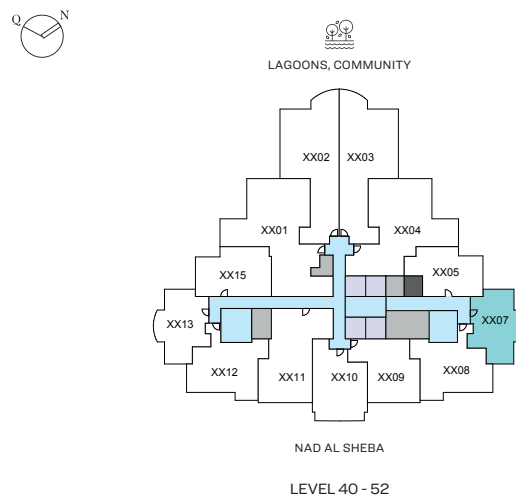 Q N
LAGOONS, COMMUNITY
XX02 XX03
XX01 XX04
XX15 XX05
XX13 XX07
XX12 XX11 XX10 XX09 XX08
NAD AL SHEBA
LEVEL 40 - 52